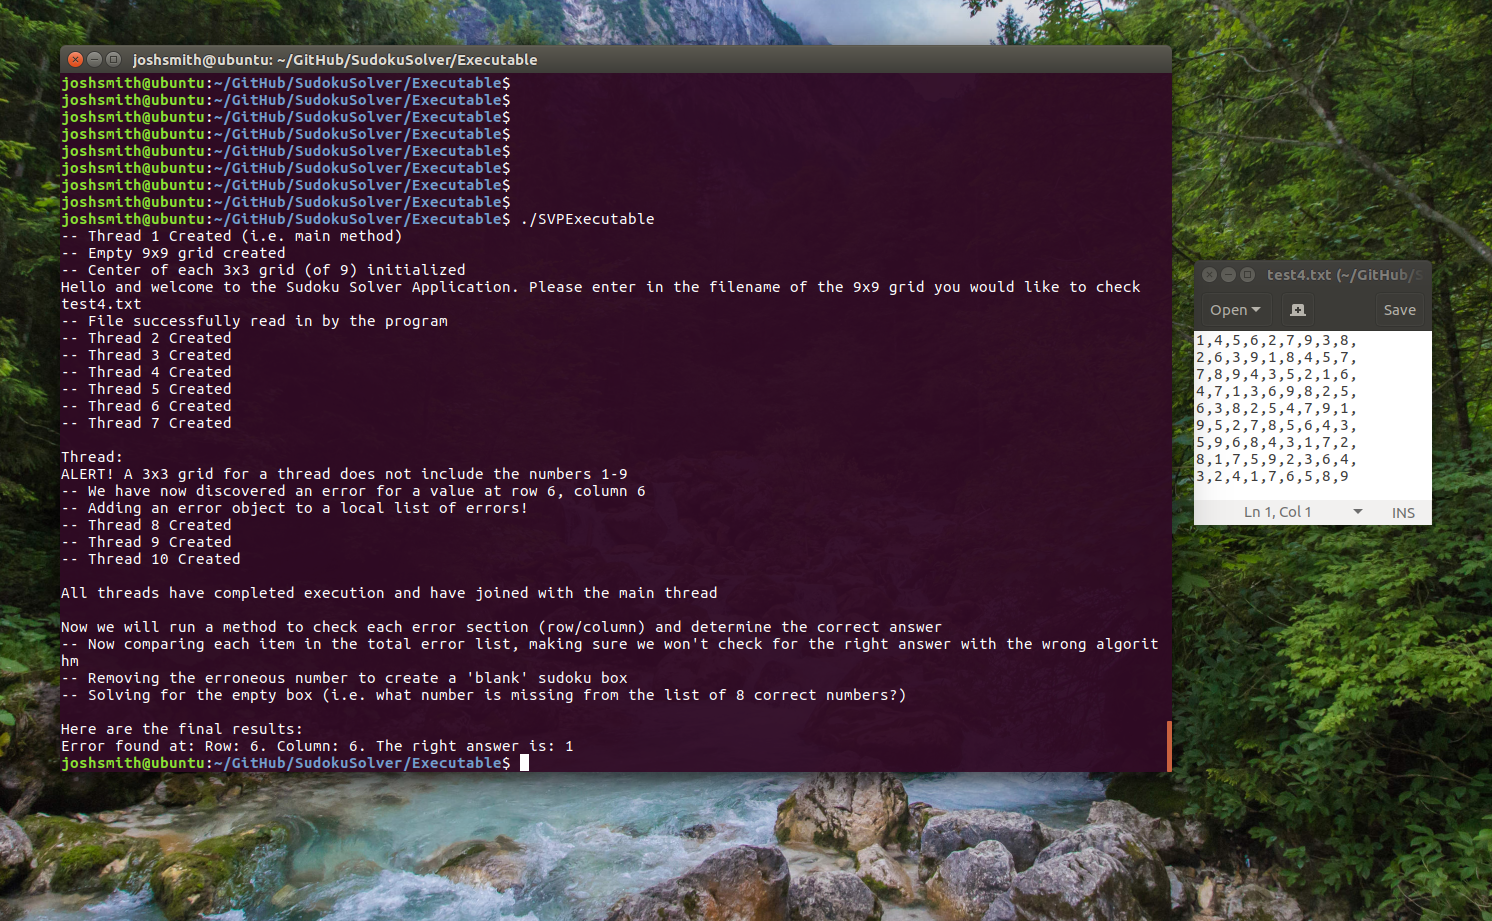 joshsmith@ubuntu: ~/GitHub/SudokuSolver/Executable
joshsmith@ubuntu:~/GitHub/SudokuSolver/Executable$
joshsmith@ubuntu:~/GitHub/SudokuSolver/Executable$
joshsmith@ubuntu:~/GitHub/SudokuSolver/Executable$
joshsmith@ubuntu:~/GitHub/SudokuSolver/Executable$
joshsmith@ubuntu:~/GitHub/SudokuSolver/Executable$
joshsmith@ubuntu:~/GitHub/SudokuSolver/Executable$
joshsmith@ubuntu:~/GitHub/SudokuSolver/Executable$
joshsmith@ubuntu:~/GitHub/SudokuSolver/Executable$
joshsmith@ubuntu:~/GitHub/SudokuSolver/Executable$ ./SVPExecutable
-- Thread 1 Created (i.e. main method)
-- Empty 9x9 grid created
-- Center of each 3x3 grid (of 9) initialized
Hello and welcome to the Sudoku Solver Application. Please enter in the filename of the 9x9 grid you would like to check
test4.txt
-- File successfully read in by the program
-- Thread 2 Created
-- Thread 3 Created
-- Thread 4 Created
-- Thread 5 Created
-- Thread 6 Created
-- Thread 7 Created
Thread:
ALERT! A 3x3 grid for a thread does not include the numbers 1-9
-- We have now discovered an error for a value at row 6, column 6
-- Adding an error object to a local list of errors!
-- Thread 8 Created
-- Thread 9 Created
-- Thread 10 Created
All threads have completed execution and have joined with the main thread
Now we will run a method to check each error section (row/column) and determine the correct answer
-- Now comparing each item in the total error list, making sure we won't check for the right answer with the wrong algorit
hm
-- Removing the erroneous number to create a 'blank' sudoku box
-- Solving for the empty box (i.e. what number is missing from the list of 8 correct numbers?)
Here are the final results:
Error found at: Row: 6. Column: 6. The right answer is: 1
joshsmith@ubuntu:~/GitHub/SudokuSolver/Executable$
test4.txt (~/GitHub/S
Open Save
1,4,5,6,2,7,9,3,8,
2,6,3,9,1,8,4,5,7,
7,8,9,4,3,5,2,1,6,
4,7,1,3,6,9,8,2,5,
6,3,8,2,5,4,7,9,1,
9,5,2,7,8,5,6,4,3,
5,9,6,8,4,3,1,7,2,
8,1,7,5,9,2,3,6,4,
3,2,4,1,7,6,5,8,9
Ln 1, Col 1 INS